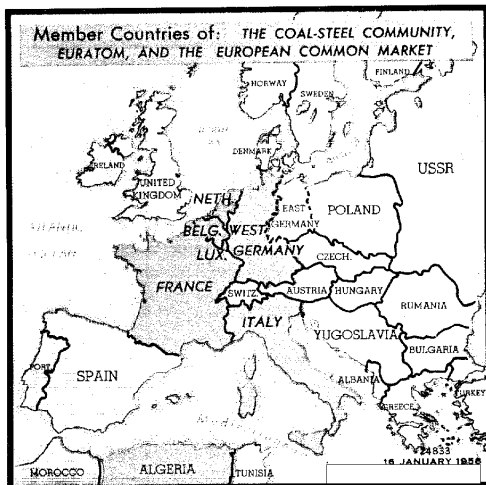 Member Countries of: THE COAL-STEEL COMMUNITY,
EURATOM, AND THE EUROPEAN COMMON MARKET
NORWAY
SWEDEN
FINLAND
DENMARK
USSR
IRELAND
UNITED
KINGDOM
NETH.
EAST
GERMANY
POLAND
BELG.
WEST
GERMANY
LUX.
CZECH.
FRANCE
SWITZ.
AUSTRIA
HUNGARY
RUMANIA
ITALY
YUGOSLAVIA
BULGARIA
PORT.
SPAIN
ALBANIA
GREECE
TURKEY
24833
16 JANUARY 1956
MOROCCO
ALGERIA
TUNISIA